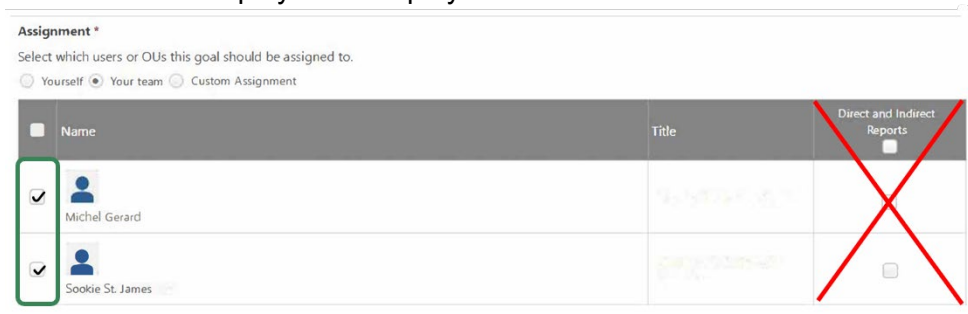 Assignment *
Select which users or OUs this goal should be assigned to.
Yourself Your team Custom Assignment
Name Title Direct and Indirect
Reports
Michel Gerard
Sookie St. James